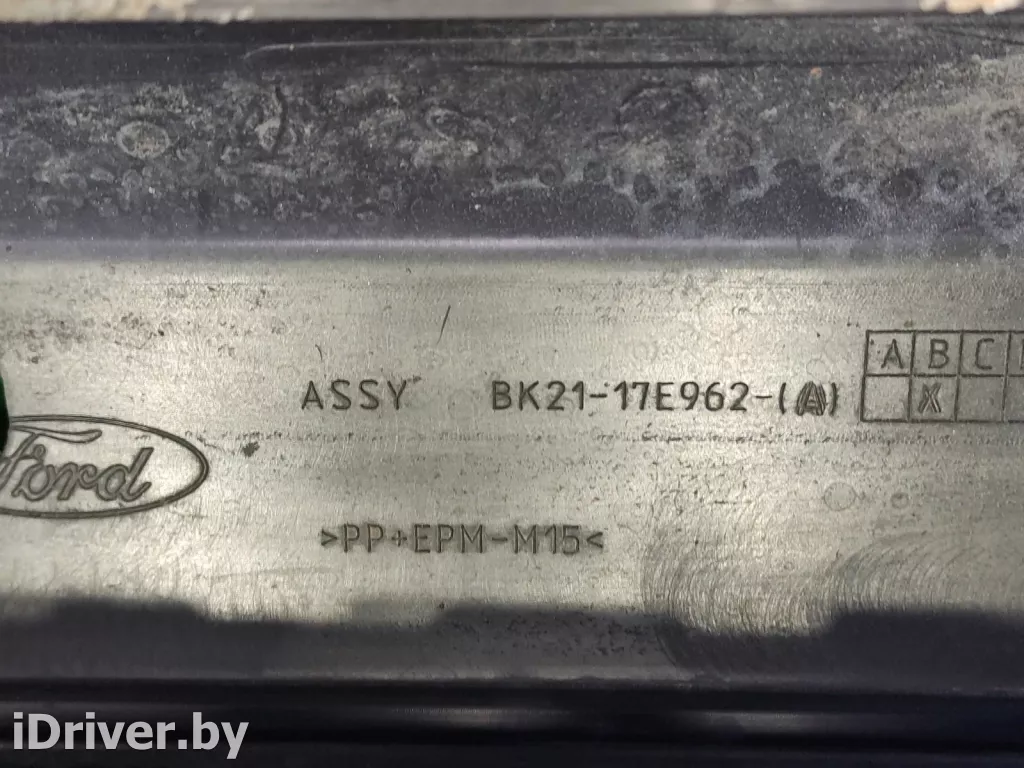 A B C
ASSY BK21-17E962-(A) X
Ford
>PP+EPM-M15<
iDriver.by